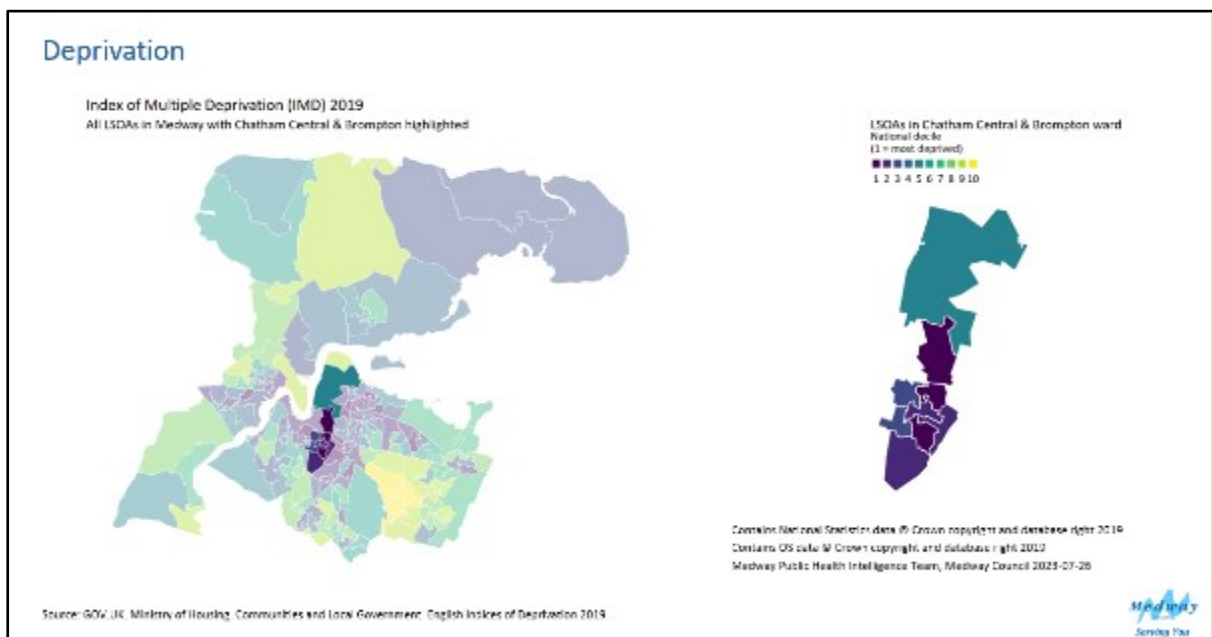 Deprivation
Index of Multiple Deprivation (IMD) 2019
All LSOAs in Medway with Chatham Central & Brompton highlighted
LSOAs in Chatham Central & Brompton ward
National decile
(1 = most deprived)
1 2 3 4 5 6 7 8 9 10
Contains National Statistics data © Crown copyright and database right 2019
Contains OS data © Crown copyright and database right 2019
Medway Public Health Intelligence Team, Medway Council 2023-07-26
Source: GOV.UK. Ministry of Housing, Communities and Local Government. English Indices of Deprivation 2019.
Medway
Serving You